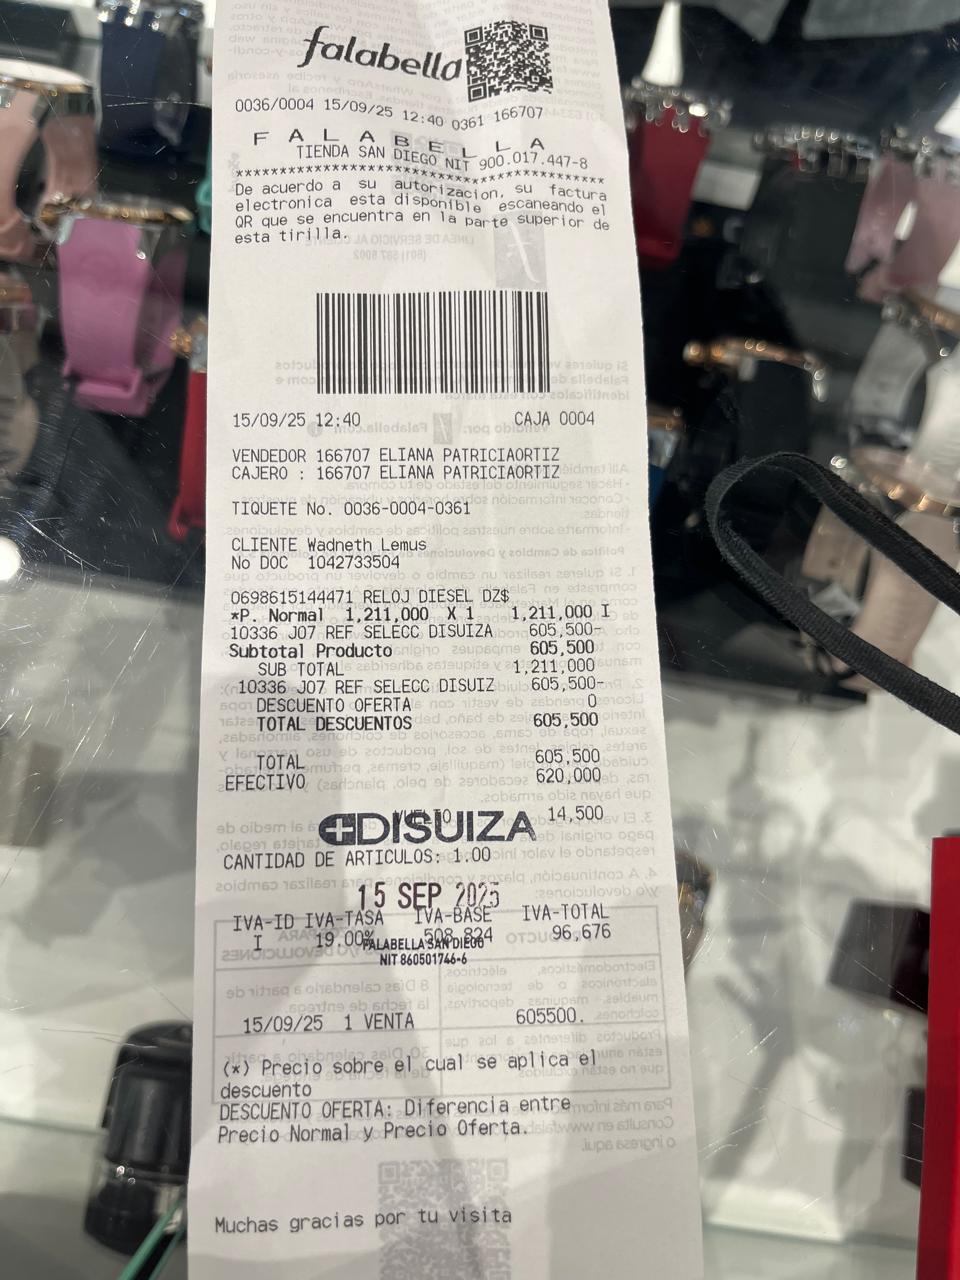 falabella
0036/0004 15/09/25 12:40 0361 166707
F A L A B E L L A
TIENDA SAN DIEGO NIT 900.017.447-8
******************************************
De acuerdo a su autorizacion, su factura
electronica esta disponible escaneando el
QR que se encuentra en la parte superior de
esta tirilla.
15/09/25 12:40 CAJA 0004
VENDEDOR 166707 ELIANA PATRICIAORTIZ
CAJERO : 166707 ELIANA PATRICIAORTIZ
TIQUETE No. 0036-0004-0361
CLIENTE Wadneth Lemus
No DOC 1042733504
0698615144471 RELOJ DIESEL DZ$
*P. Normal 1,211,000 X 1 1,211,000 I
10336 J07 REF SELECC DISUIZA 605,500-
Subtotal Producto 605,500
SUB TOTAL 1,211,000
10336 J07 REF SELECC DISUIZ 605,500-
DESCUENTO OFERTA 0
TOTAL DESCUENTOS 605,500
TOTAL 605,500
EFECTIVO 620,000
VUELTO 14,500
DISUIZA
CANTIDAD DE ARTICULOS: 1.00
15 SEP 2025
IVA-ID IVA-TASA IVA-BASE IVA-TOTAL
I 19.00% 508,824 96,676
FALABELLA SAN DIEGO
NIT 860501746-6
15/09/25 1 VENTA 605500.
(*) Precio sobre el cual se aplica el
descuento
DESCUENTO OFERTA: Diferencia entre
Precio Normal y Precio Oferta.
Muchas gracias por tu visita